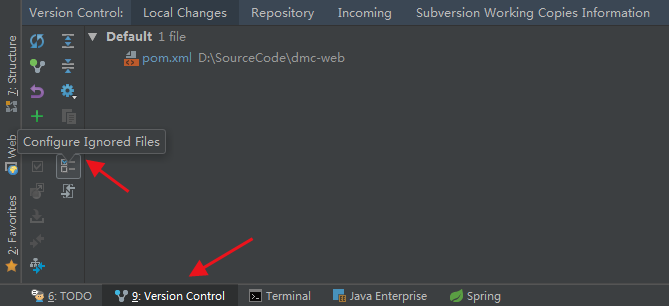 Version Control: Local Changes Repository Incoming Subversion Working Copies Information
Default 1 file
pom.xml D:\SourceCode\dmc-web
7: Structure
Configure Ignored Files
Web
2: Favorites
6: TODO 9: Version Control Terminal Java Enterprise Spring